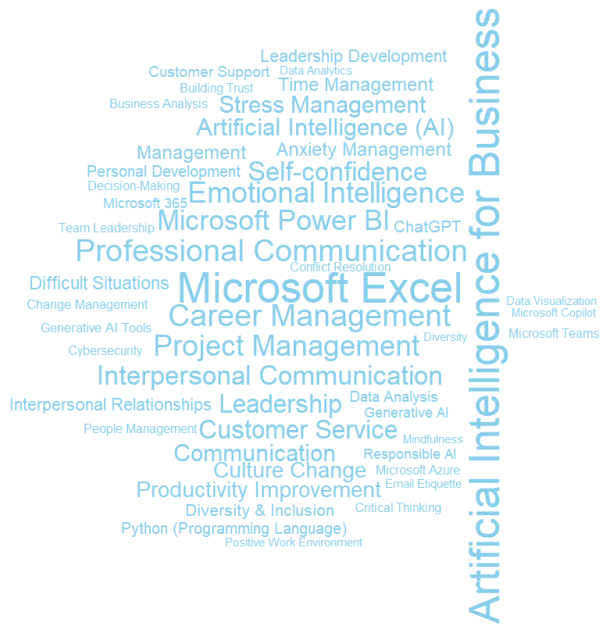 Leadership Development
Customer Support
Data Analytics
Building Trust
Time Management
Business Analysis
Stress Management
Artificial Intelligence (AI)
Management
Anxiety Management
Personal Development
Self-confidence
Decision-Making
Emotional Intelligence
Microsoft 365
Team Leadership
Microsoft Power BI
ChatGPT
Professional Communication
Conflict Resolution
Difficult Situations
Microsoft Excel
Change Management
Career Management
Generative AI Tools
Cybersecurity
Project Management
Diversity
Artificial Intelligence for Business
Data Visualization
Microsoft Copilot
Microsoft Teams
Interpersonal Communication
Interpersonal Relationships
Leadership
Data Analysis
Generative AI
People Management
Customer Service
Mindfulness
Communication
Responsible AI
Culture Change
Microsoft Azure
Productivity Improvement
Email Etiquette
Diversity & Inclusion
Critical Thinking
Python (Programming Language)
Positive Work Environment